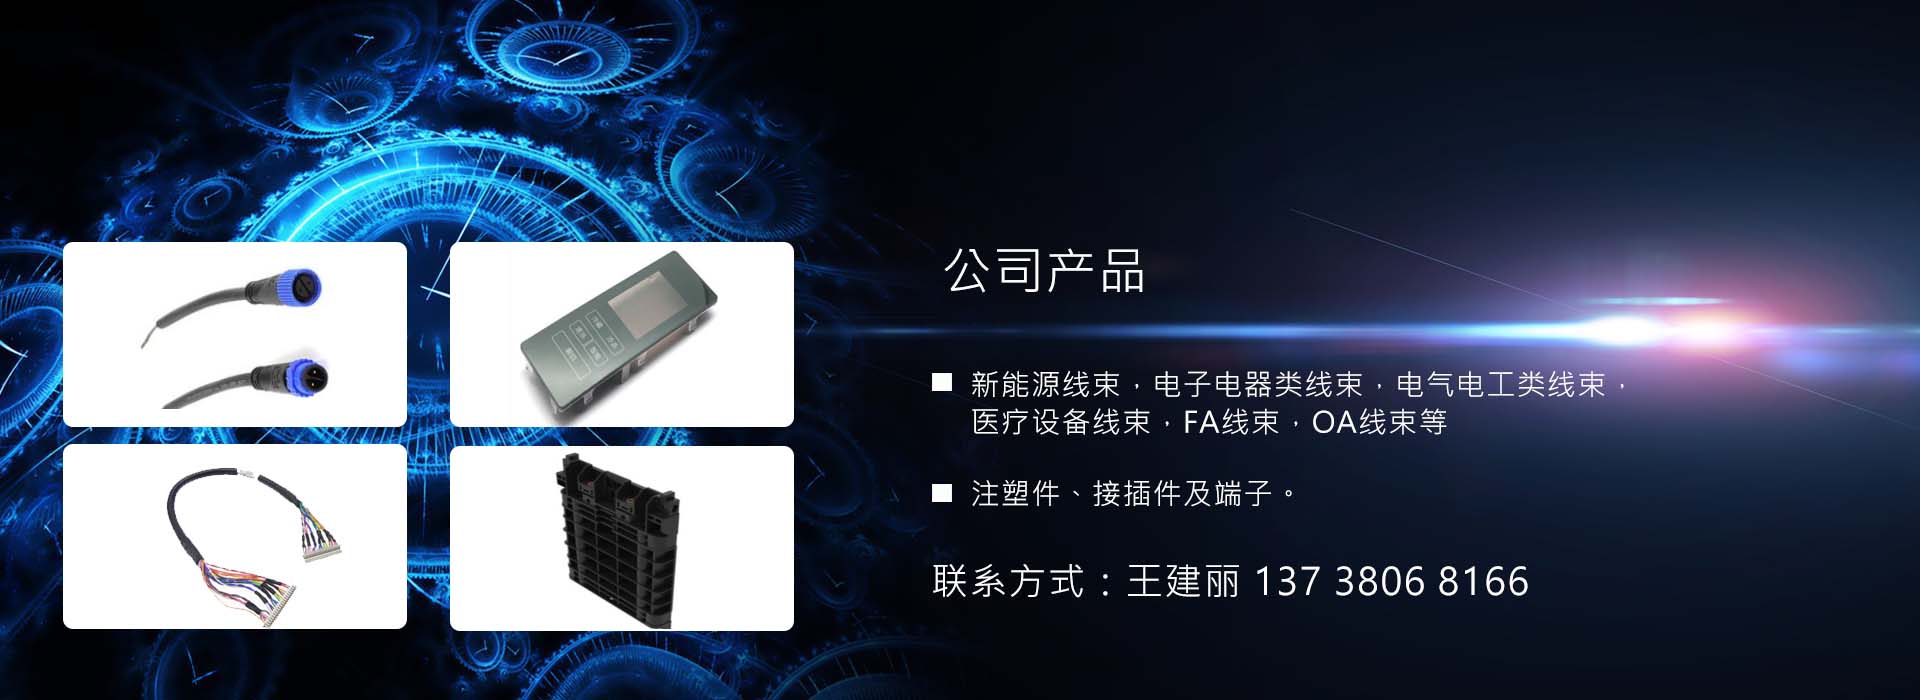 公司产品
新能源线束，电子电器类线束，电气电工类线束，
医疗设备线束，FA线束，OA线束等
注塑件、接插件及端子。
联系方式：王建丽 137 3806 8166